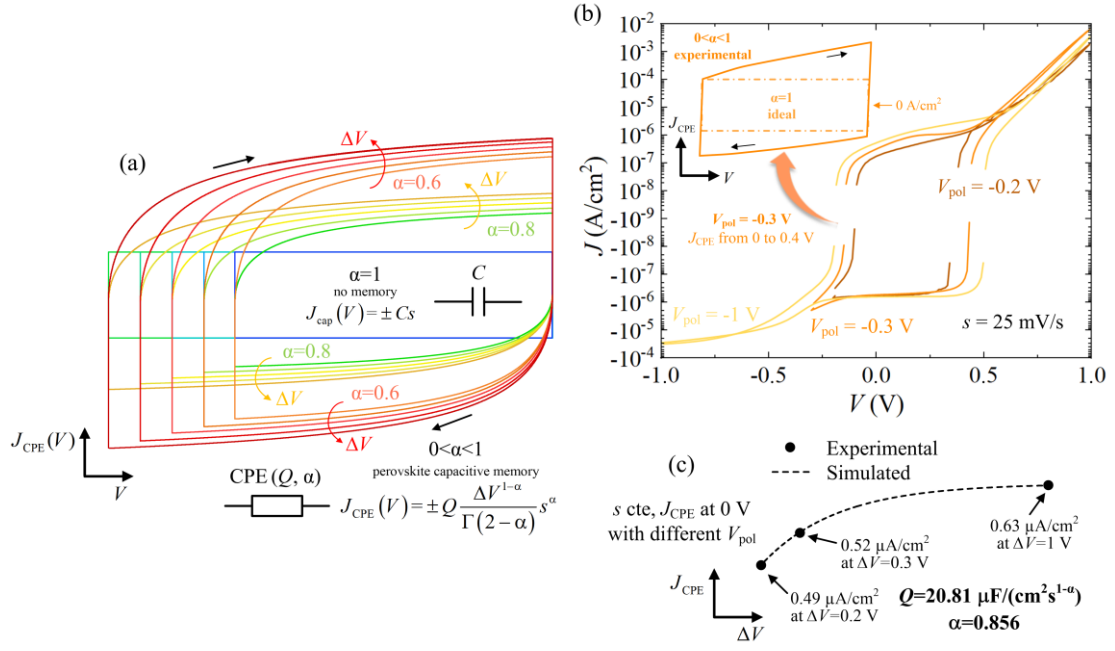 (a)
ΔV
α=0.6
ΔV
α=0.8
α=1
no memory
J_cap(V)=±Cs
C
α=0.8
ΔV
α=0.6
ΔV
0<α<1
perovskite capacitive memory
J_CPE(V)
V
CPE(Q, α)
J_CPE(V)=±Q ΔV^{1-α}/Γ(2-α) s^α
(b)
10^-2
10^-3
10^-4
10^-5
10^-6
10^-7
10^-8
-10^-9
-10^-8
-10^-7
-10^-6
-10^-5
-10^-4
J (A/cm²)
0<α<1
experimental
α=1
ideal
0 A/cm²
J_CPE
V
V_pol = -0.2 V
V_pol = -0.3 V
J_CPE from 0 to 0.4 V
V_pol = -1 V
V_pol = -0.3 V
s = 25 mV/s
-1.0 -0.5 0.0 0.5 1.0
V (V)
(c)
Experimental
Simulated
s cte, J_CPE at 0 V
with different V_pol
0.63 μA/cm²
at ΔV=1 V
0.52 μA/cm²
at ΔV=0.3 V
0.49 μA/cm²
at ΔV=0.2 V
J_CPE
ΔV
Q=20.81 μF/(cm²s^{1-α})
α=0.856